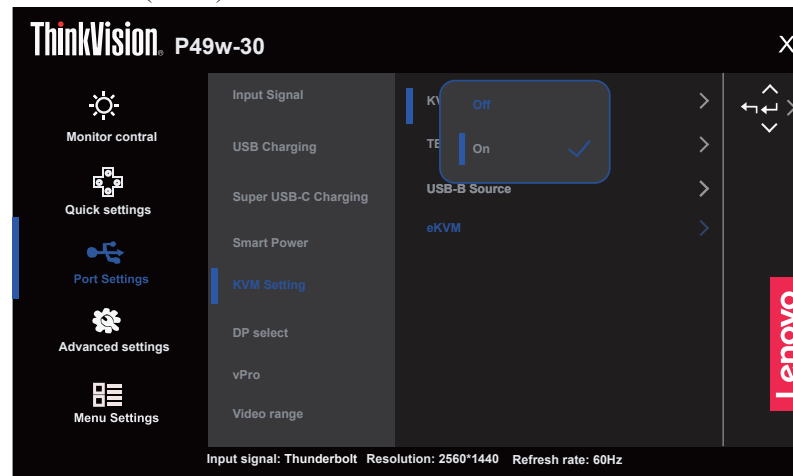 ThinkVision. P49w-30
X
Monitor contral
Quick settings
Port Settings
Advanced settings
Menu Settings
Input Signal
USB Charging
Super USB-C Charging
Smart Power
KVM Setting
DP select
vPro
Video range
Off
On
USB-B Source
eKVM
Lenovo
Input signal: Thunderbolt Resolution: 2560*1440 Refresh rate: 60Hz